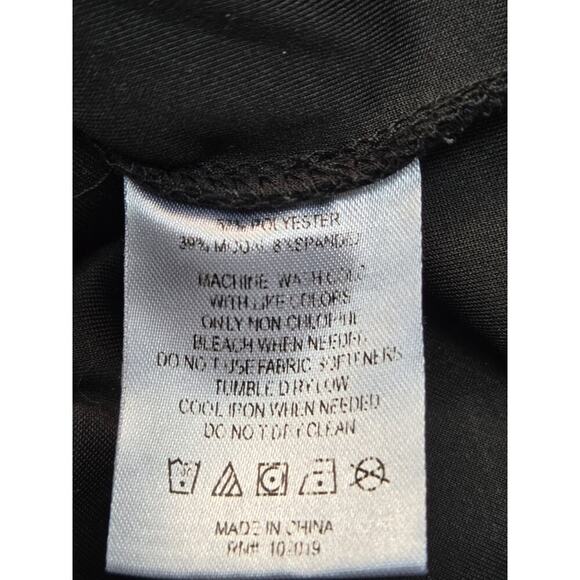 POLYESTER
39% MODAL 8% SPANDEX
MACHINE WASH COLD
WITH LIKE COLORS
ONLY NON CHLORINE
BLEACH WHEN NEEDED
DO NOT USE FABRIC SOFTENERS
TUMBLE DRY LOW
COOL IRON WHEN NEEDED
DO NOT DRY CLEAN
MADE IN CHINA
RN#